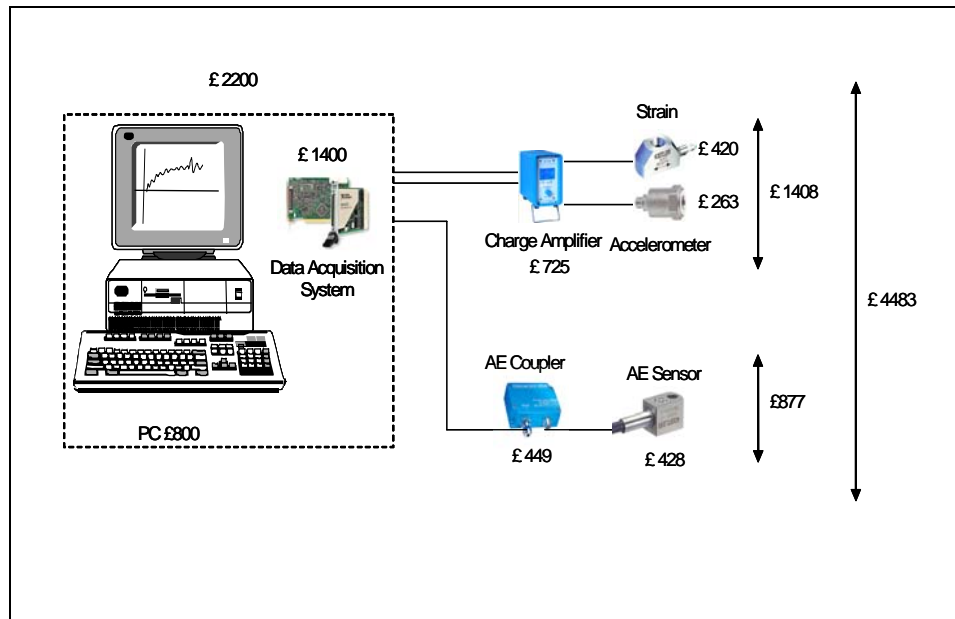 £ 2200
£ 1400
Data Acquisition
System
PC £800
Strain
£ 420
£ 263
Charge Amplifier
Accelerometer
£ 725
£ 1408
AE Coupler
AE Sensor
£ 449
£ 428
£877
£ 4483